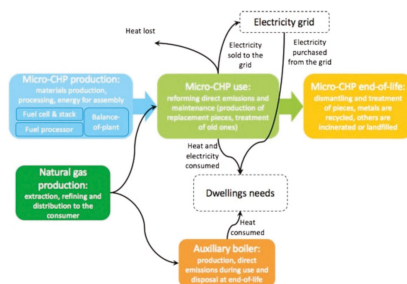 Electricity grid
Heat lost
Electricity
sold to the
grid
Electricity
purchased
from the grid
Micro-CHP production:
materials production,
processing, energy for assembly
Fuel cell & stack
Fuel processor
Balance-
of-plant
Micro-CHP use:
reforming direct emissions and
maintenance (production of
replacement pieces, treatment
of old ones)
Micro-CHP end-of-life:
dismantling and treatment of
pieces, metals are
recycled, others are
incinerated or landfilled
Heat and
electricity
consumed
Natural gas
production:
extraction, refining and
distribution to the
consumer
Dwellings needs
Heat
consumed
Auxiliary boiler:
production, direct
emissions during use and
disposal at end-of-life